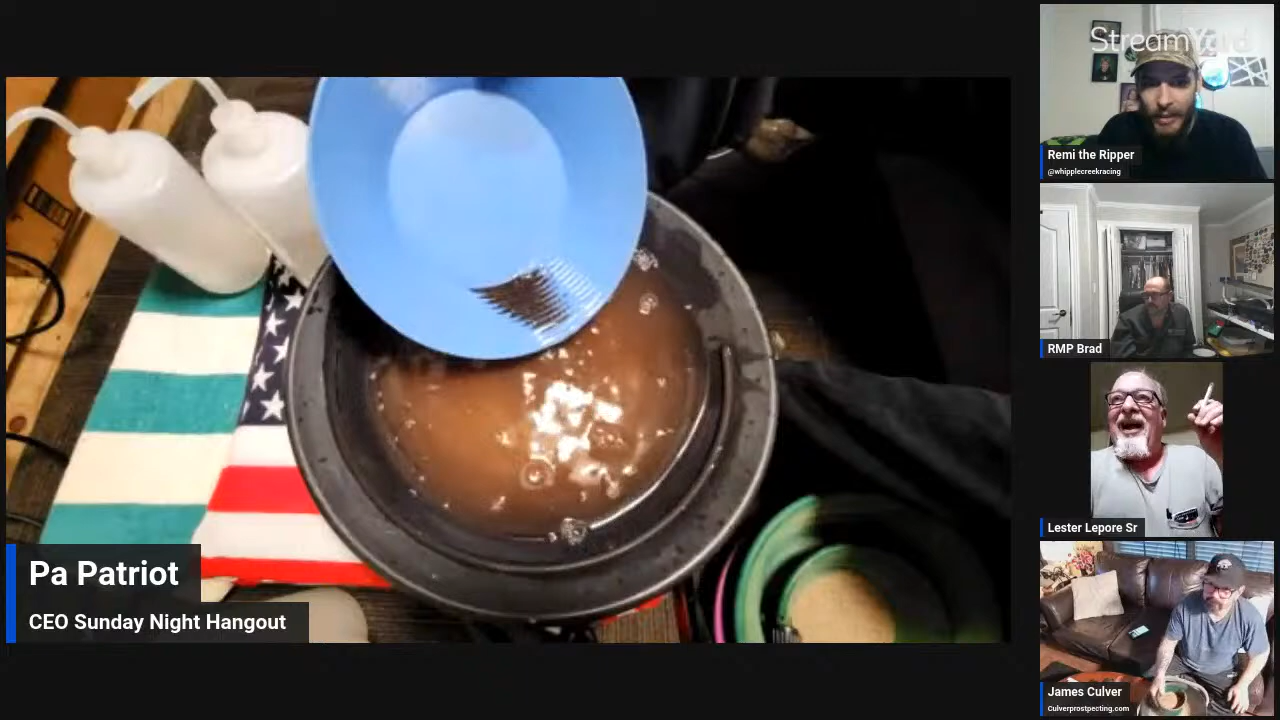 StreamYard
Remi the Ripper
@whipplecreekracing
RMP Brad
Lester Lepore Sr
James Culver
Culverprostpecting.com
Pa Patriot
CEO Sunday Night Hangout